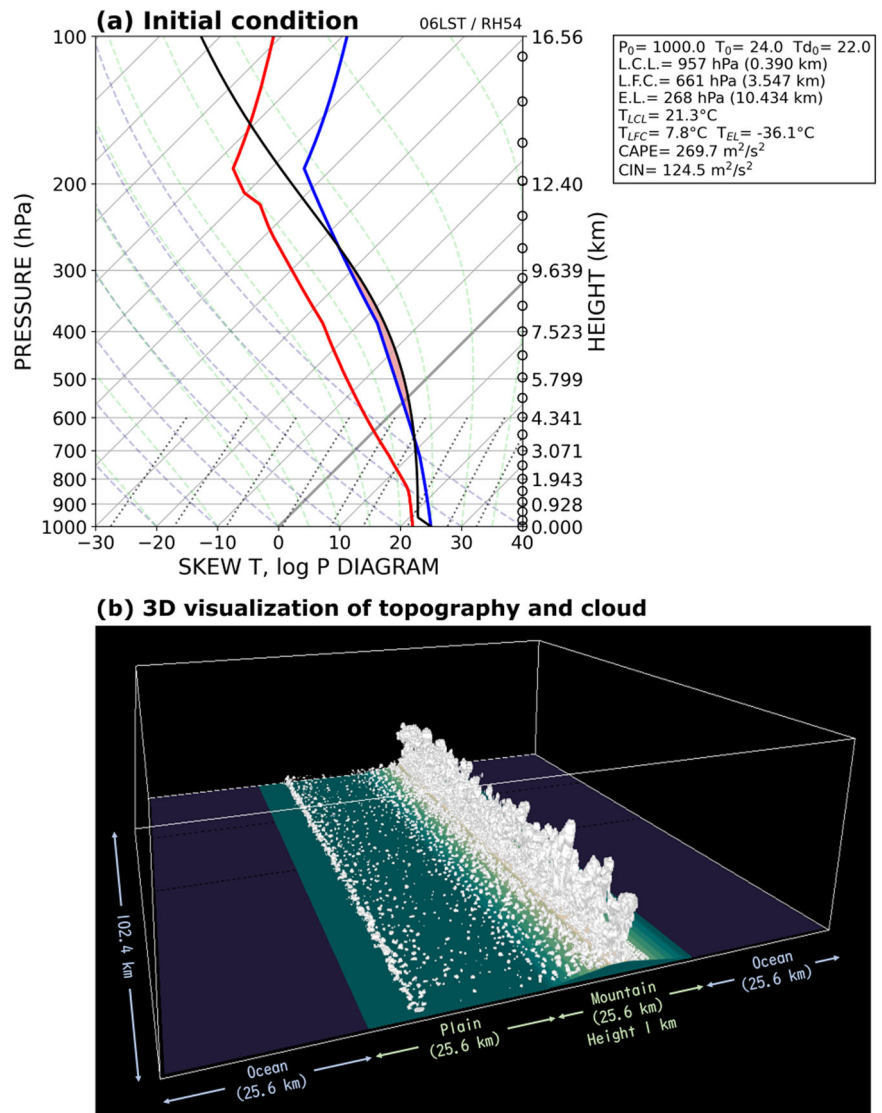 (a) Initial condition
06LST / RH54
100
200
300
400
500
600
700
800
900
1000
PRESSURE (hPa)
16.56
12.40
9.639
7.523
5.799
4.341
3.071
1.943
0.928
0.000
HEIGHT (km)
−30 −20 −10 0 10 20 30 40
SKEW T, log P DIAGRAM
P₀= 1000.0 T₀= 24.0 Td₀= 22.0
L.C.L.= 957 hPa (0.390 km)
L.F.C.= 661 hPa (3.547 km)
E.L.= 268 hPa (10.434 km)
T_LCL= 21.3°C
T_LFC= 7.8°C T_EL= -36.1°C
CAPE= 269.7 m²/s²
CIN= 124.5 m²/s²
(b) 3D visualization of topography and cloud
102.4 km
Ocean
(25.6 km)
Plain
(25.6 km)
Mountain
(25.6 km)
Height 1 km
Ocean
(25.6 km)